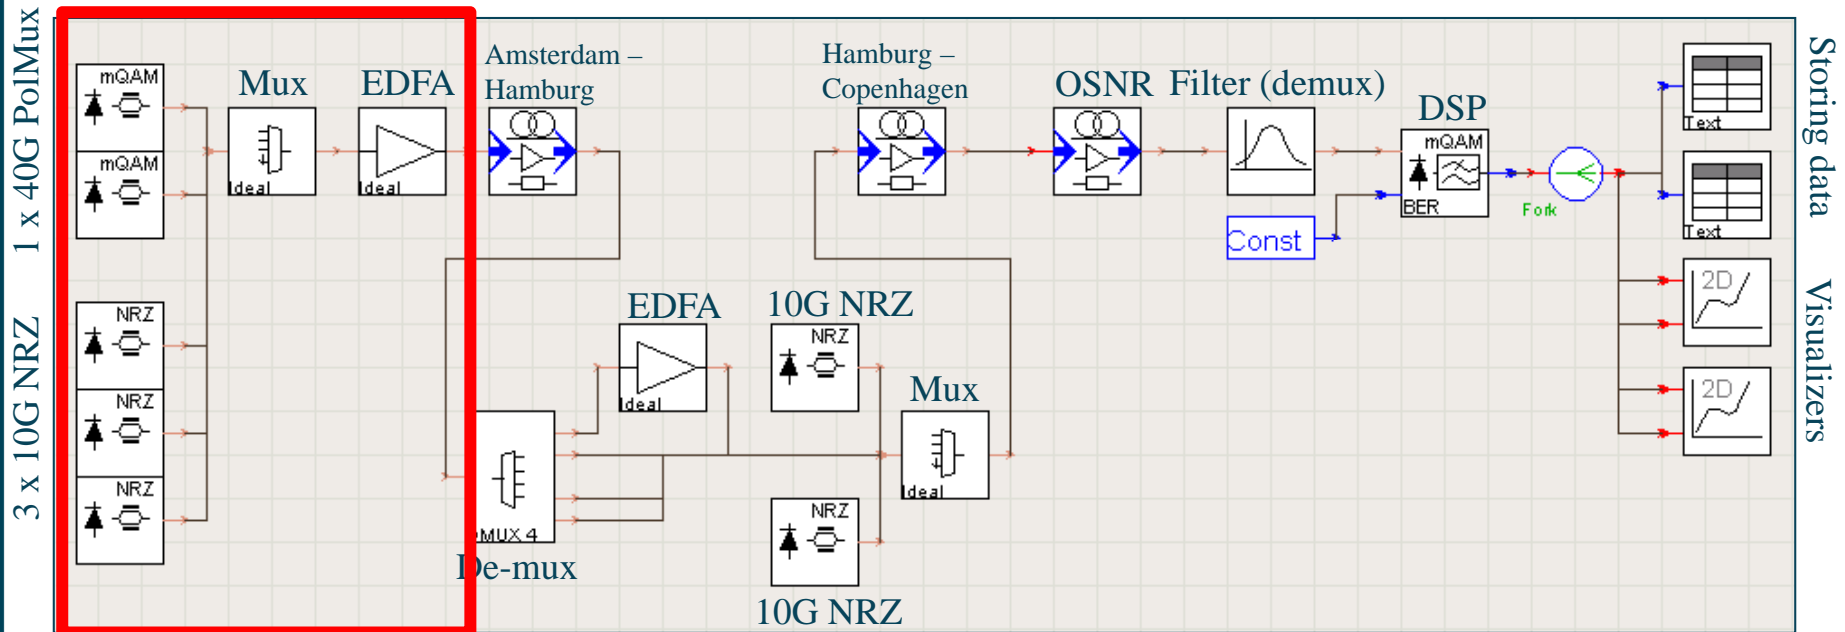 1 x 40G PolMux
3 x 10G NRZ
mQAM
mQAM
NRZ
NRZ
NRZ
Mux
Ideal
EDFA
Ideal
Amsterdam –
Hamburg
Hamburg –
Copenhagen
OSNR
Filter (demux)
Const
DSP
mQAM
BER
Fork
Text
Text
2D
2D
Storing data
Visualizers
EDFA
Ideal
10G NRZ
NRZ
Mux
Ideal
MUX 4
De-mux
NRZ
10G NRZ